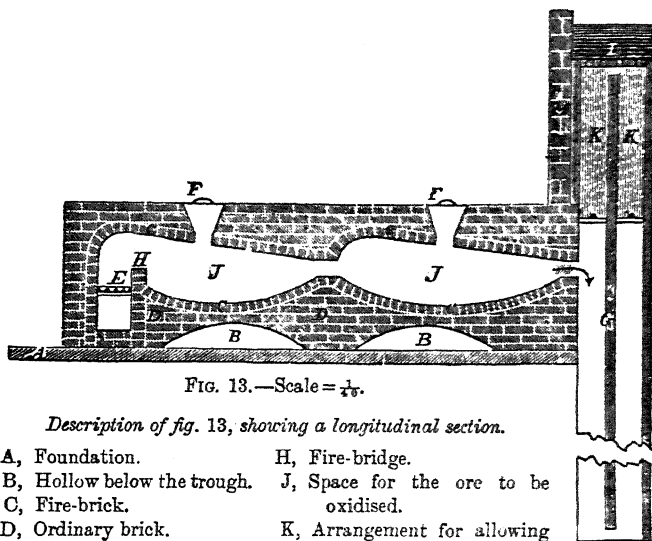 L
K K
F F
C C
H
E J J
C D
B B
G
A
FIG. 13.—Scale = 1/40.
Description of fig. 13, showing a longitudinal section.
A, Foundation.
B, Hollow below the trough.
C, Fire-brick.
D, Ordinary brick.
H, Fire-bridge.
J, Space for the ore to be
oxidised.
K, Arrangement for allowing